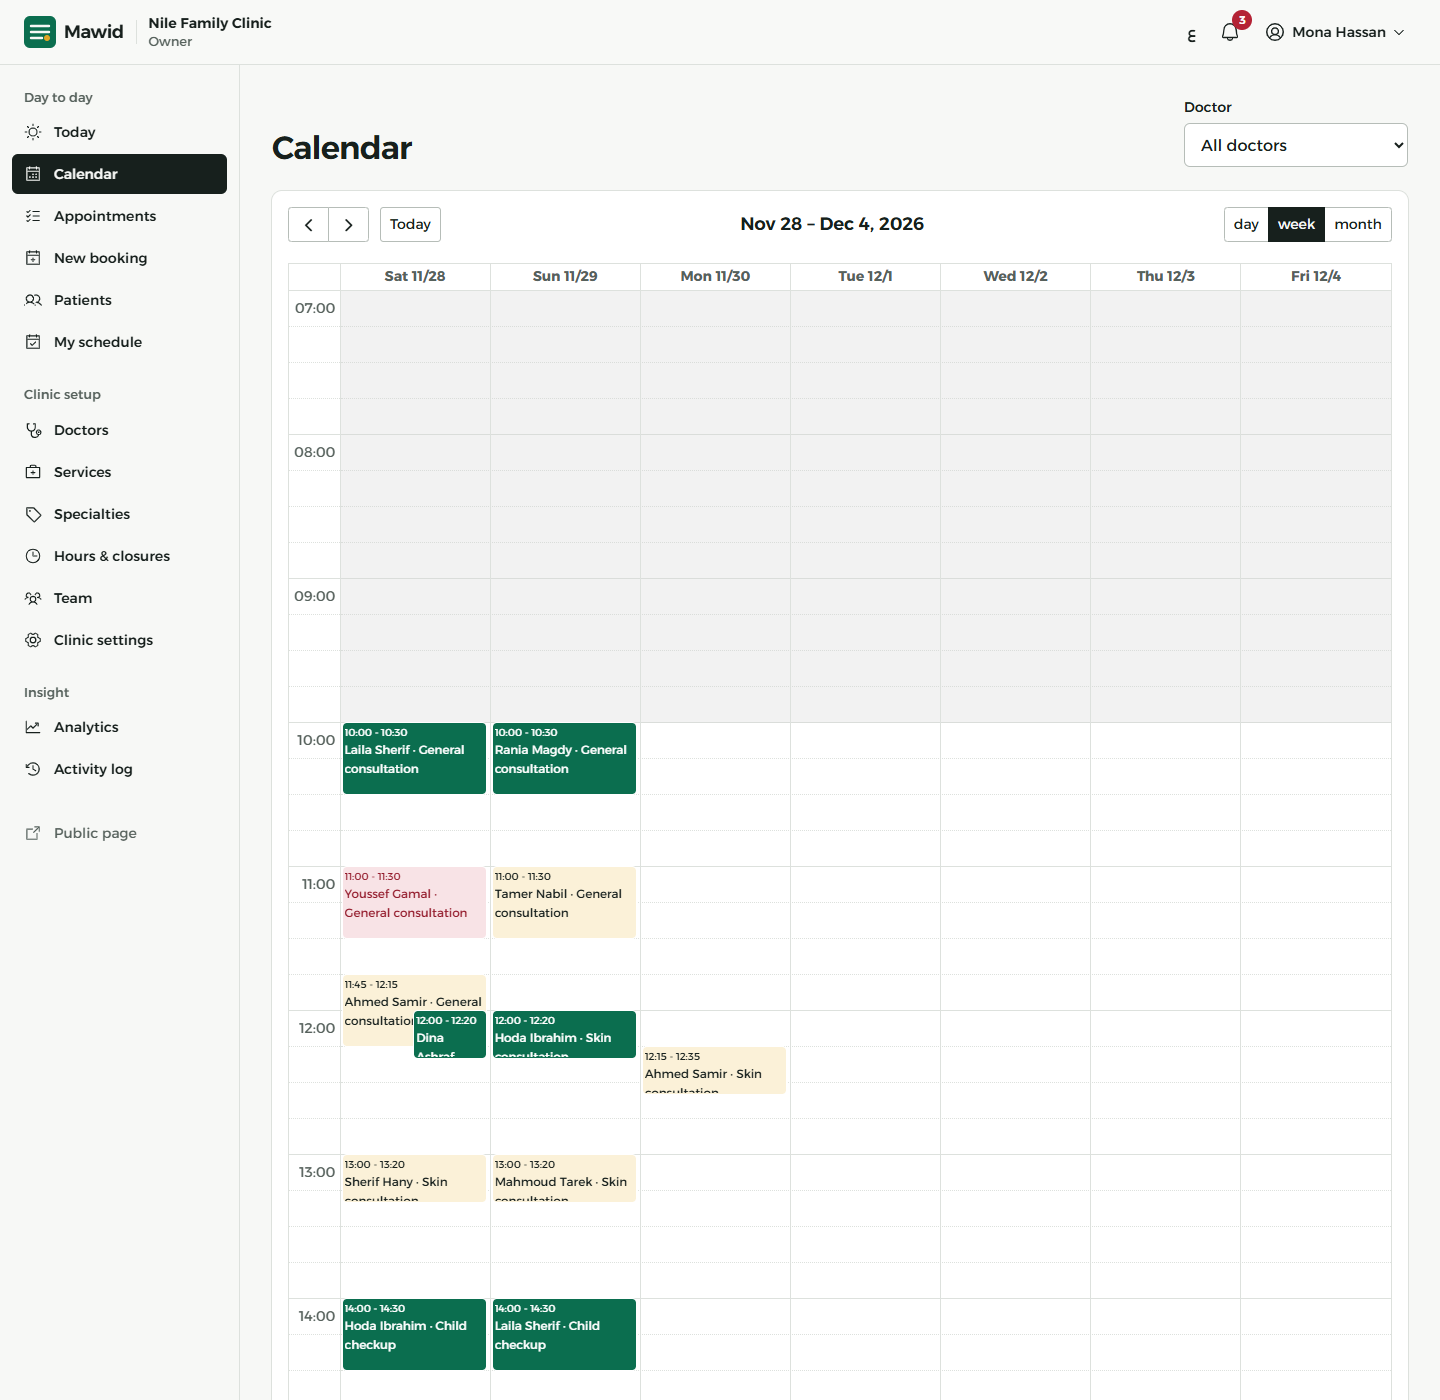 Mawid
Nile Family Clinic
Owner
ع
3
Mona Hassan
Day to day
Today
Calendar
Appointments
New booking
Patients
My schedule
Clinic setup
Doctors
Services
Specialties
Hours & closures
Team
Clinic settings
Insight
Analytics
Activity log
Public page
Calendar
Doctor
All doctors
Today
Nov 28 – Dec 4, 2026
day
week
month
Sat 11/28
Sun 11/29
Mon 11/30
Tue 12/1
Wed 12/2
Thu 12/3
Fri 12/4
07:00
08:00
09:00
10:00
10:00 - 10:30
Laila Sherif · General
consultation
10:00 - 10:30
Rania Magdy · General
consultation
11:00
11:00 - 11:30
Youssef Gamal ·
General consultation
11:00 - 11:30
Tamer Nabil · General
consultation
11:45 - 12:15
Ahmed Samir · General
consultation
12:00
12:00 - 12:20
Dina
Ashraf
12:00 - 12:20
Hoda Ibrahim · Skin
consultation
12:15 - 12:35
Ahmed Samir · Skin
consultation
13:00
13:00 - 13:20
Sherif Hany · Skin
consultation
13:00 - 13:20
Mahmoud Tarek · Skin
consultation
14:00
14:00 - 14:30
Hoda Ibrahim · Child
checkup
14:00 - 14:30
Laila Sherif · Child
checkup